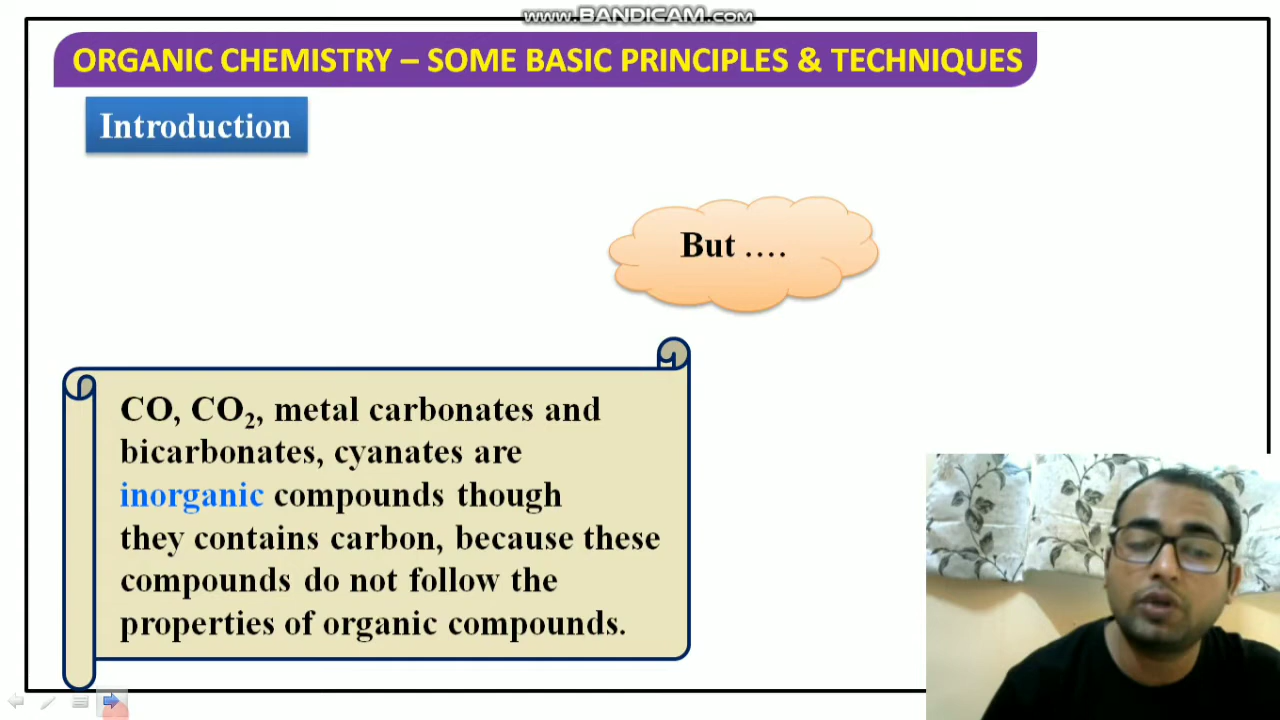 www.BANDICAM.com
ORGANIC CHEMISTRY – SOME BASIC PRINCIPLES & TECHNIQUES
Introduction
But ....
CO, CO₂, metal carbonates and
bicarbonates, cyanates are
inorganic compounds though
they contains carbon, because these
compounds do not follow the
properties of organic compounds.